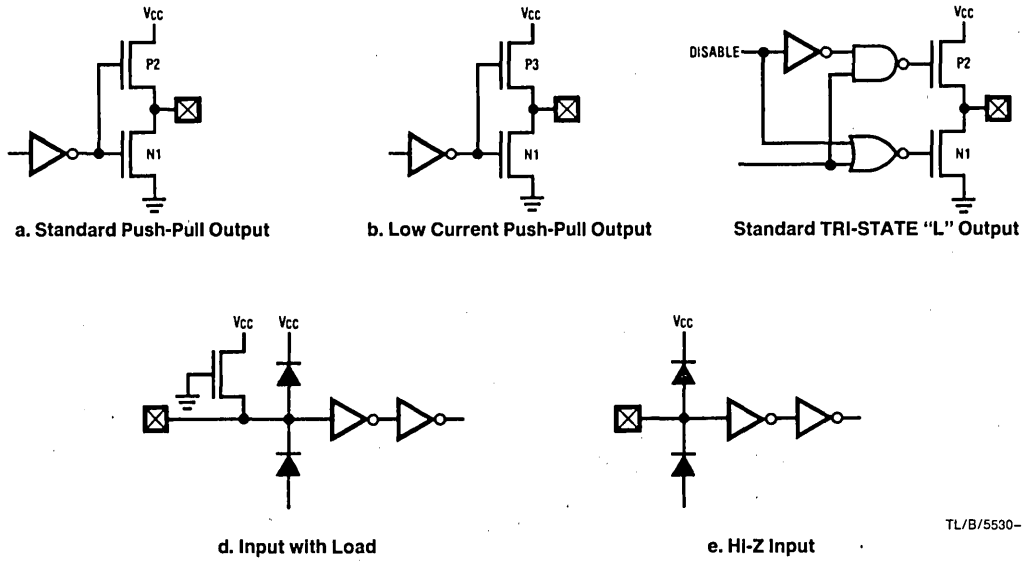 Vcc
P2
N1
a. Standard Push-Pull Output
Vcc
P3
N1
b. Low Current Push-Pull Output
DISABLE
Vcc
P2
N1
Standard TRI-STATE “L” Output
Vcc
Vcc
d. Input with Load
Vcc
e. Hi-Z Input
TL/B/5530–